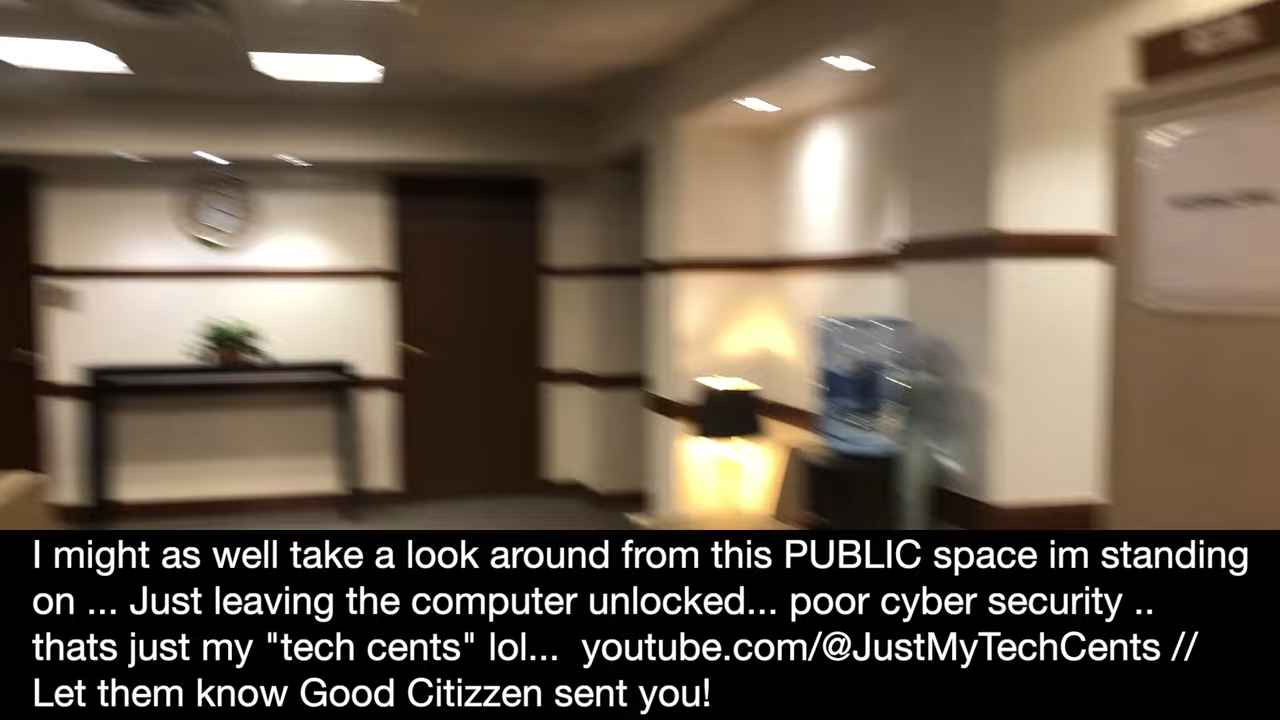 I might as well take a look around from this PUBLIC space im standing
on ... Just leaving the computer unlocked... poor cyber security ..
thats just my "tech cents" lol...  youtube.com/@JustMyTechCents //
Let them know Good Citizzen sent you!